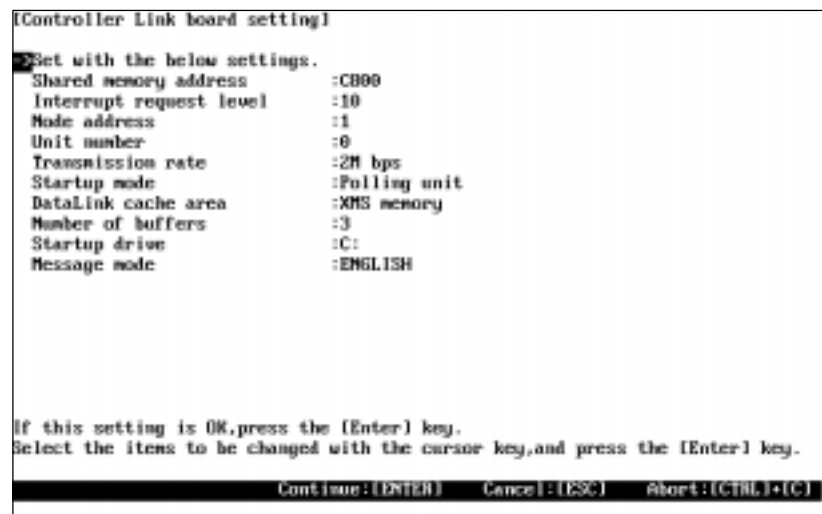 [Controller Link board setting]
=>Set with the below settings.
Shared memory address :C800
Interrupt request level :10
Node address :1
Unit number :0
Transmission rate :2M bps
Startup mode :Polling unit
DataLink cache area :XMS memory
Number of buffers :3
Startup drive :C:
Message mode :ENGLISH
If this setting is OK,press the [Enter] key.
Select the items to be changed with the cursor key,and press the [Enter] key.
Continue:[ENTER] Cancel:[ESC] Abort:[CTRL]+[C]